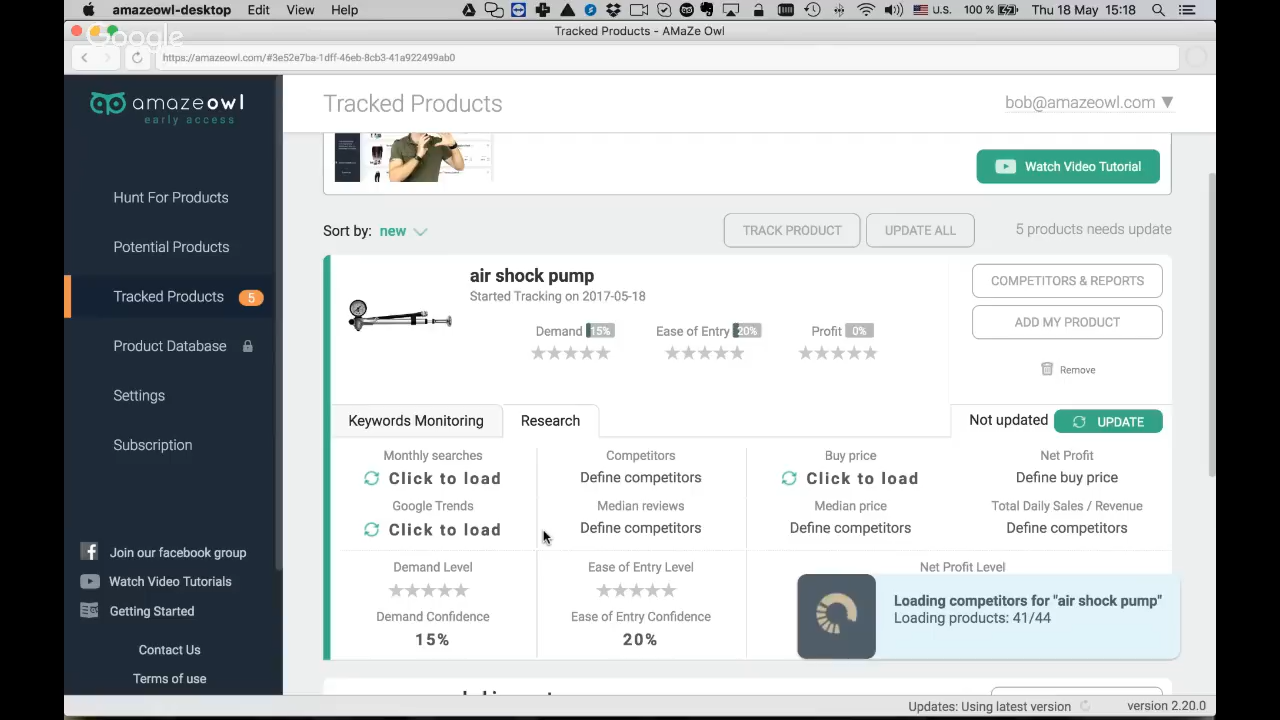 amazeowl-desktop Edit View Help U.S. 100 % Thu 18 May 15:18
Google
Tracked Products - AMaZe Owl
https://amazeowl.com/#3e52e7ba-1dff-46eb-8cb3-41a922499ab0
amazeowl
early access
Tracked Products
bob@amazeowl.com ▼
Watch Video Tutorial
Hunt For Products
Potential Products
Tracked Products 5
Product Database
Settings
Subscription
Join our facebook group
Watch Video Tutorials
Getting Started
Contact Us
Terms of use
Sort by: new
TRACK PRODUCT
UPDATE ALL
5 products needs update
air shock pump
Started Tracking on 2017-05-18
Demand 15%
Ease of Entry 20%
Profit 0%
COMPETITORS & REPORTS
ADD MY PRODUCT
Remove
Keywords Monitoring
Research
Not updated
UPDATE
Monthly searches
Click to load
Competitors
Define competitors
Buy price
Click to load
Net Profit
Define buy price
Google Trends
Click to load
Median reviews
Define competitors
Median price
Define competitors
Total Daily Sales / Revenue
Define competitors
Demand Level
Demand Confidence
15%
Ease of Entry Level
Ease of Entry Confidence
20%
Net Profit Level
Loading competitors for "air shock pump"
Loading products: 41/44
Updates: Using latest version
version 2.20.0